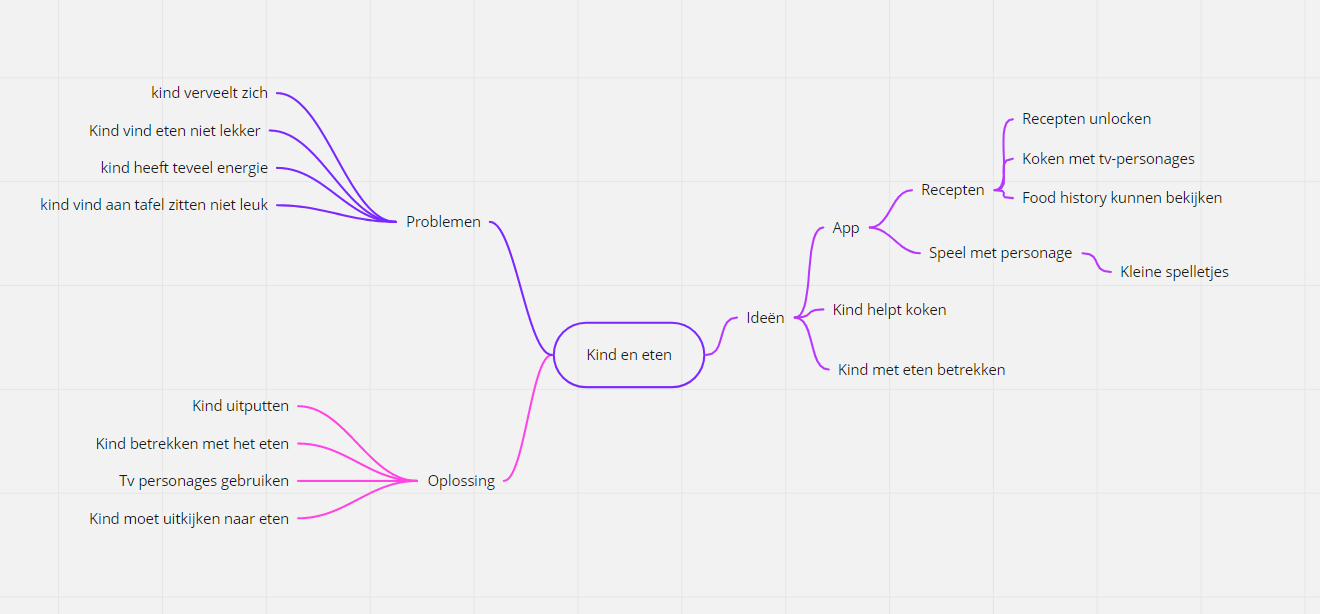 kind verveelt zich
Kind vind eten niet lekker
kind heeft teveel energie
kind vind aan tafel zitten niet leuk
Problemen
Kind uitputten
Kind betrekken met het eten
Tv personages gebruiken
Kind moet uitkijken naar eten
Oplossing
Kind en eten
Ideën
App
Recepten
Recepten unlocken
Koken met tv-personages
Food history kunnen bekijken
Speel met personage
Kleine spelletjes
Kind helpt koken
Kind met eten betrekken